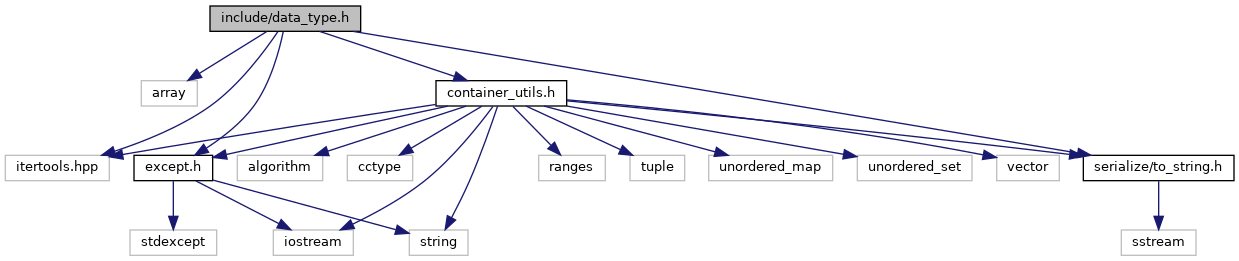 include/data_type.h
array
container_utils.h
itertools.hpp
except.h
algorithm
cctype
ranges
tuple
unordered_map
unordered_set
vector
serialize/to_string.h
stdexcept
iostream
string
sstream